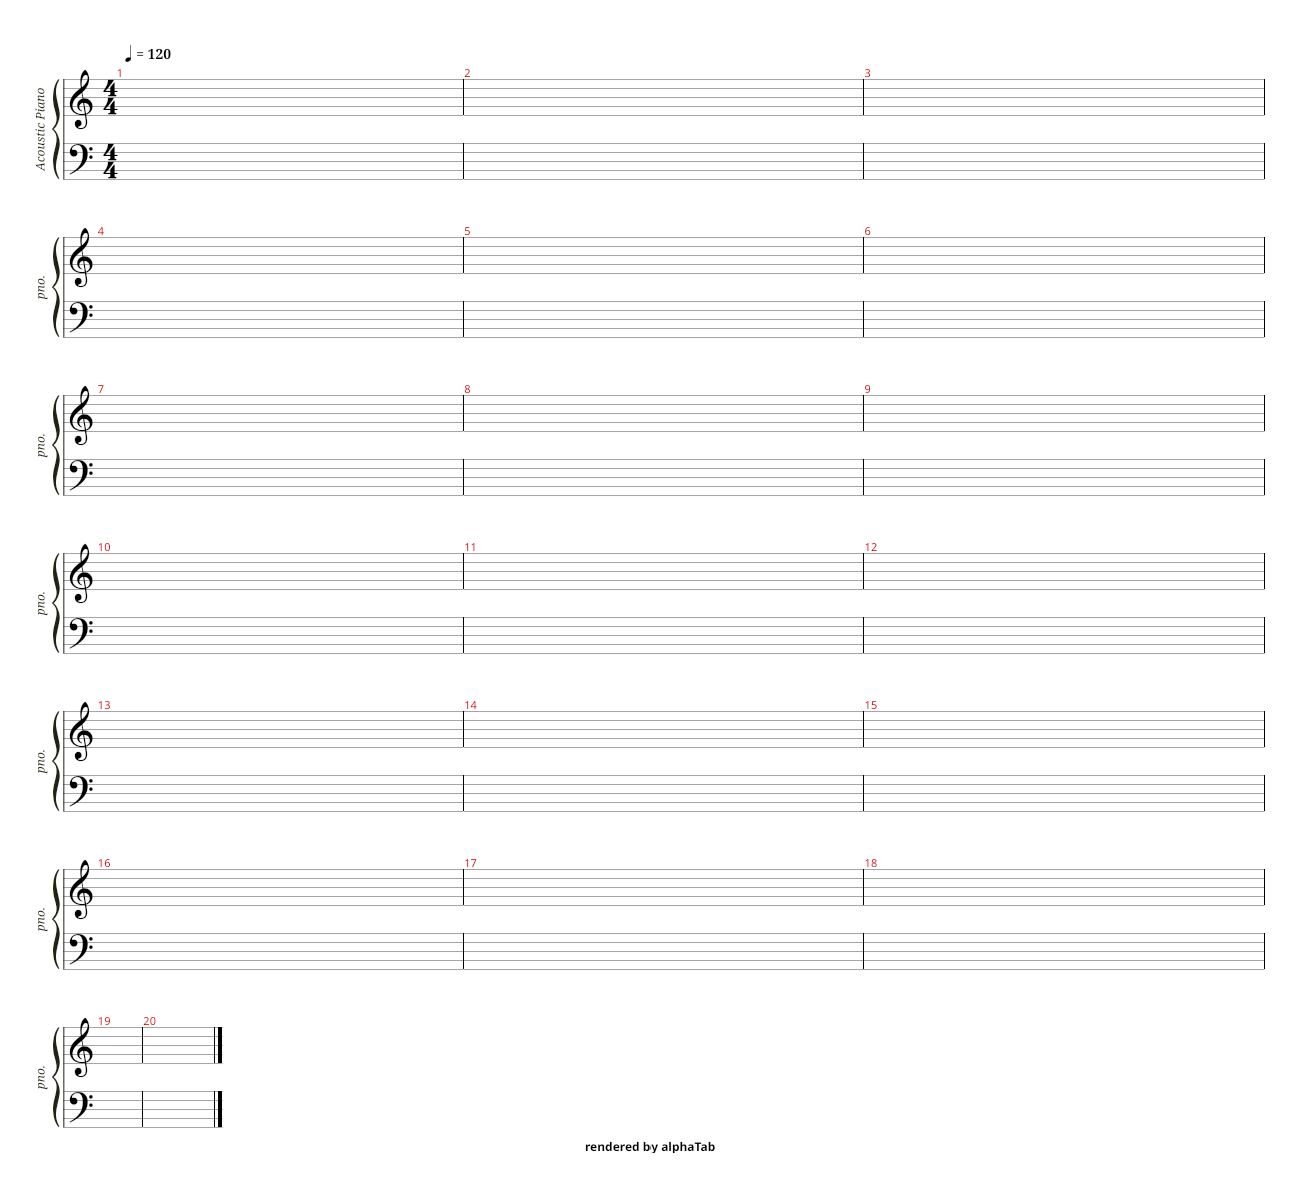 ♩ = 120
1 2 3
Acoustic Piano
4 5 6
pno.
7 8 9
pno.
10 11 12
pno.
13 14 15
pno.
16 17 18
pno.
19 20
pno.
rendered by alphaTab